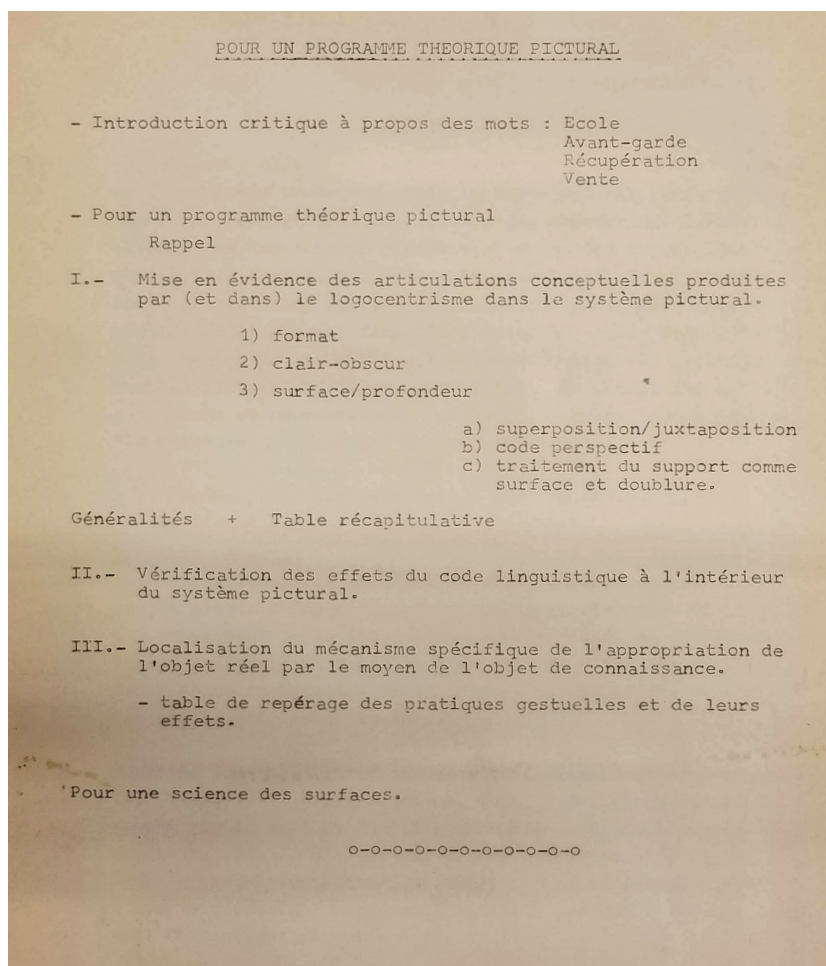 POUR UN PROGRAMME THEORIQUE PICTURAL
- Introduction critique à propos des mots : Ecole
Avant-garde
Récupération
Vente
- Pour un programme théorique pictural
Rappel
I.- Mise en évidence des articulations conceptuelles produites
par (et dans) le logocentrisme dans le système pictural.
1) format
2) clair-obscur
3) surface/profondeur
a) superposition/juxtaposition
b) code perspectif
c) traitement du support comme
surface et doublure.
Généralités + Table récapitulative
II.- Vérification des effets du code linguistique à l'intérieur
du système pictural.
III.- Localisation du mécanisme spécifique de l'appropriation de
l'objet réel par le moyen de l'objet de connaissance.
- table de repérage des pratiques gestuelles et de leurs
effets.
Pour une science des surfaces.
o-o-o-o-o-o-o-o-o-o-o